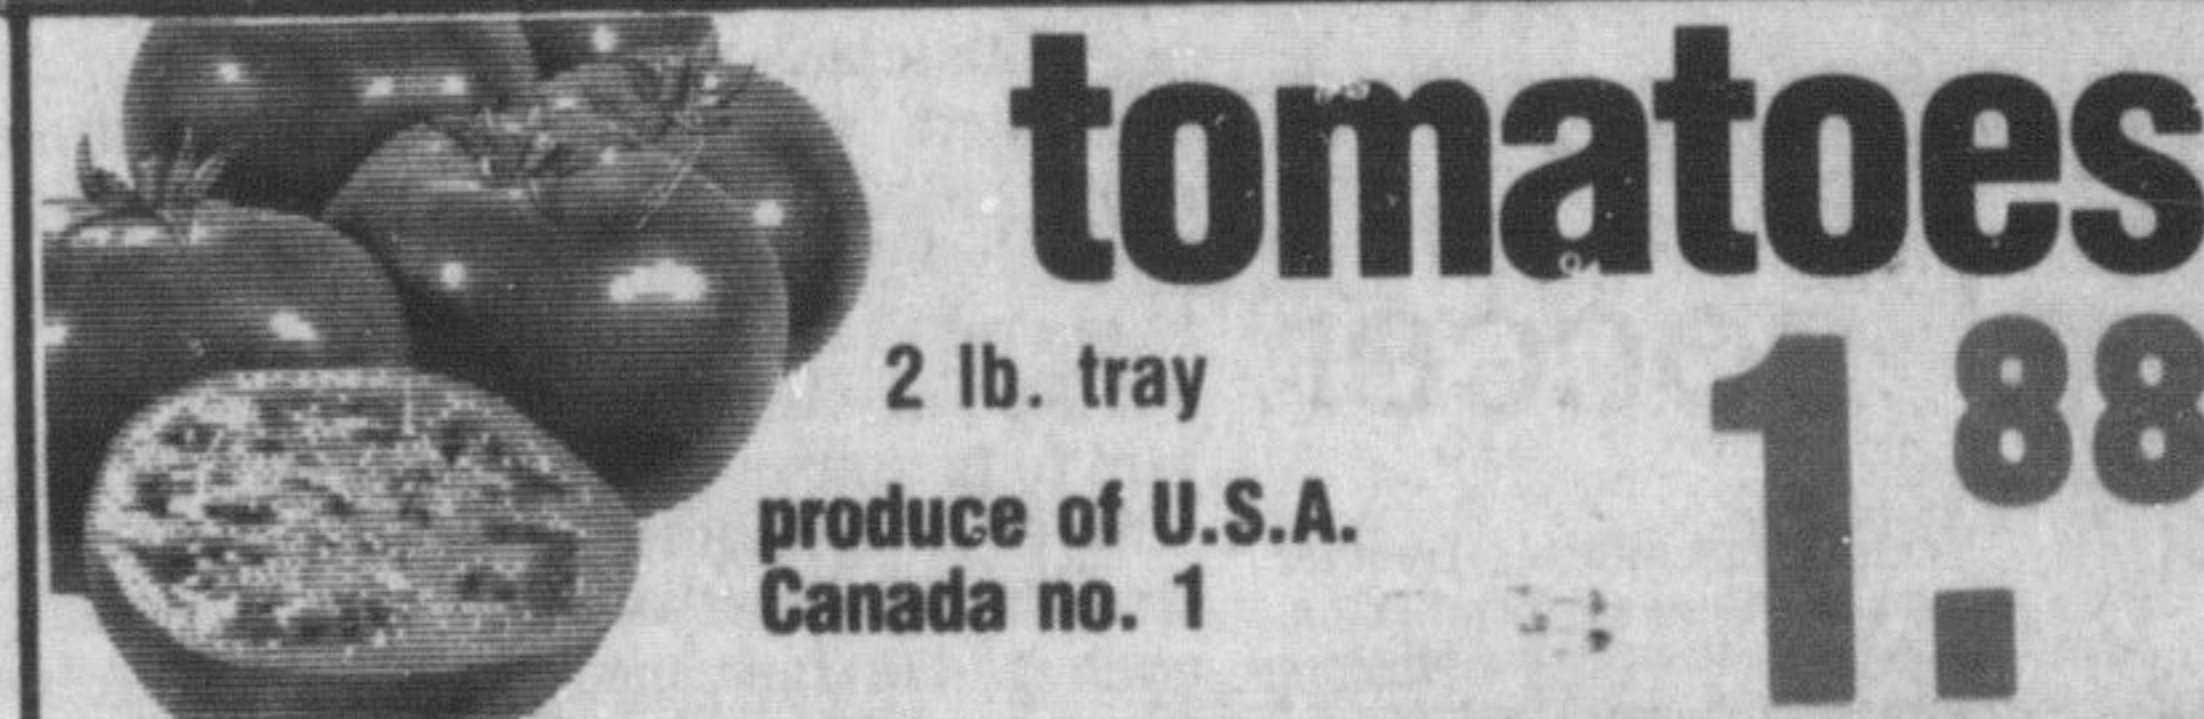 tomatoes
2 lb. tray
1.88
produce of U.S.A.
Canada no. 1